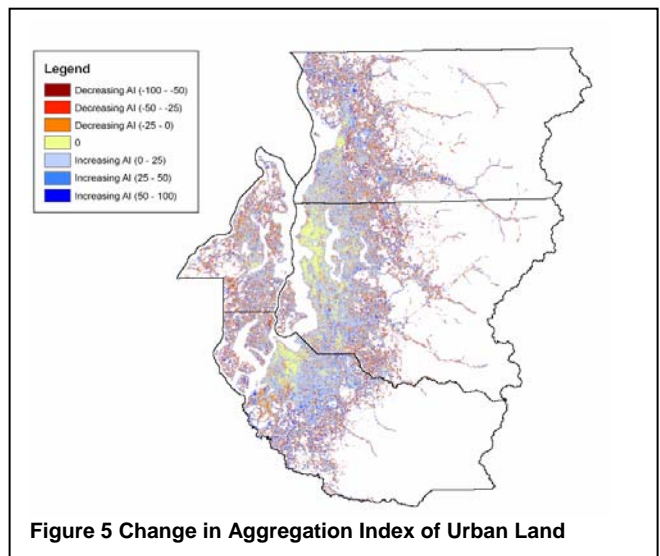 Legend
Decreasing AI (-100 - -50)
Decreasing AI (-50 - -25)
Decreasing AI (-25 - 0)
0
Increasing AI (0 - 25)
Increasing AI (25 - 50)
Increasing AI (50 - 100)
Figure 5 Change in Aggregation Index of Urban Land